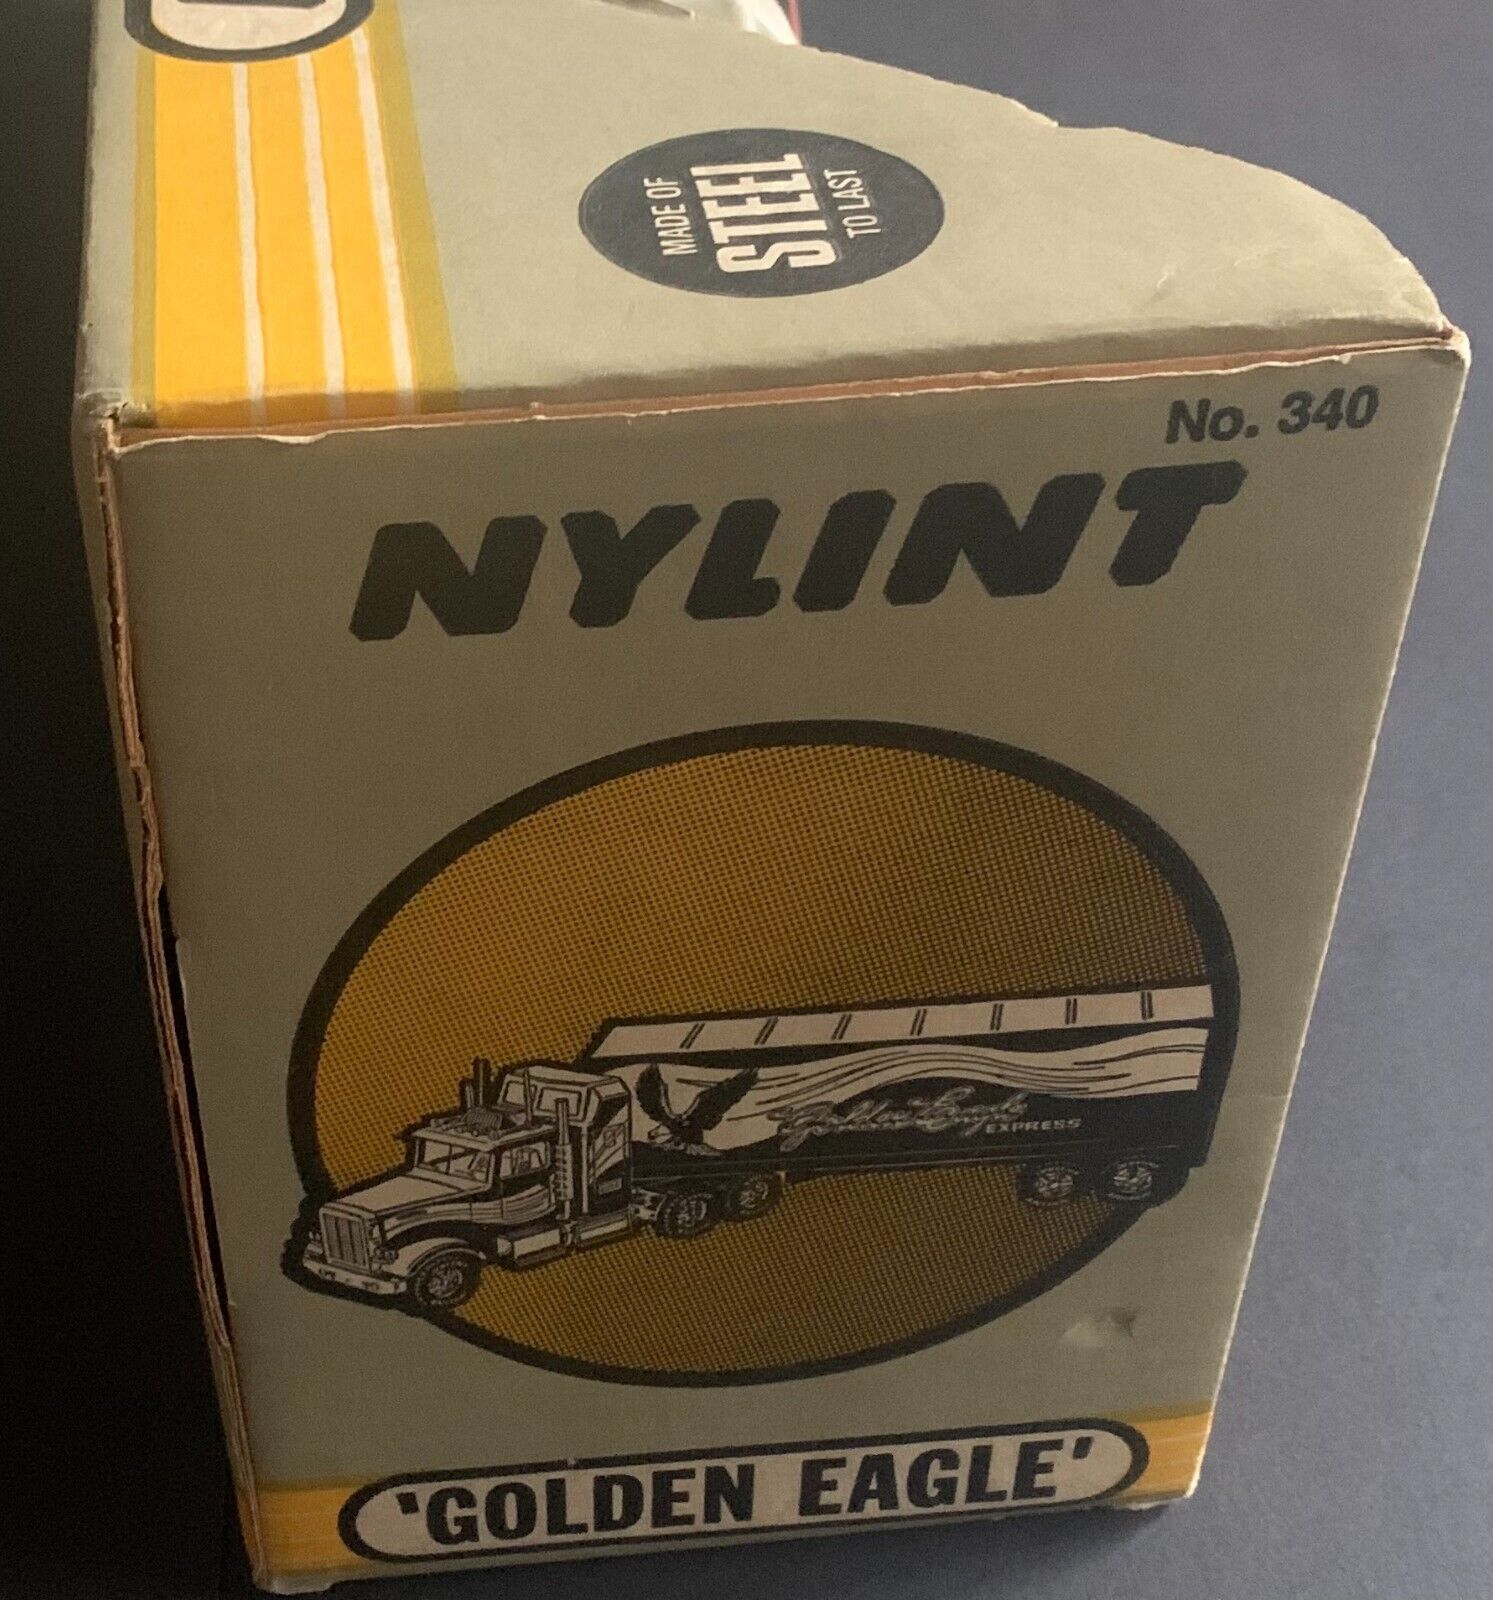 MADE OF
STEEL
TO LAST
No. 340
NYLINT
Golden Eagle
EXPRESS
'GOLDEN EAGLE'